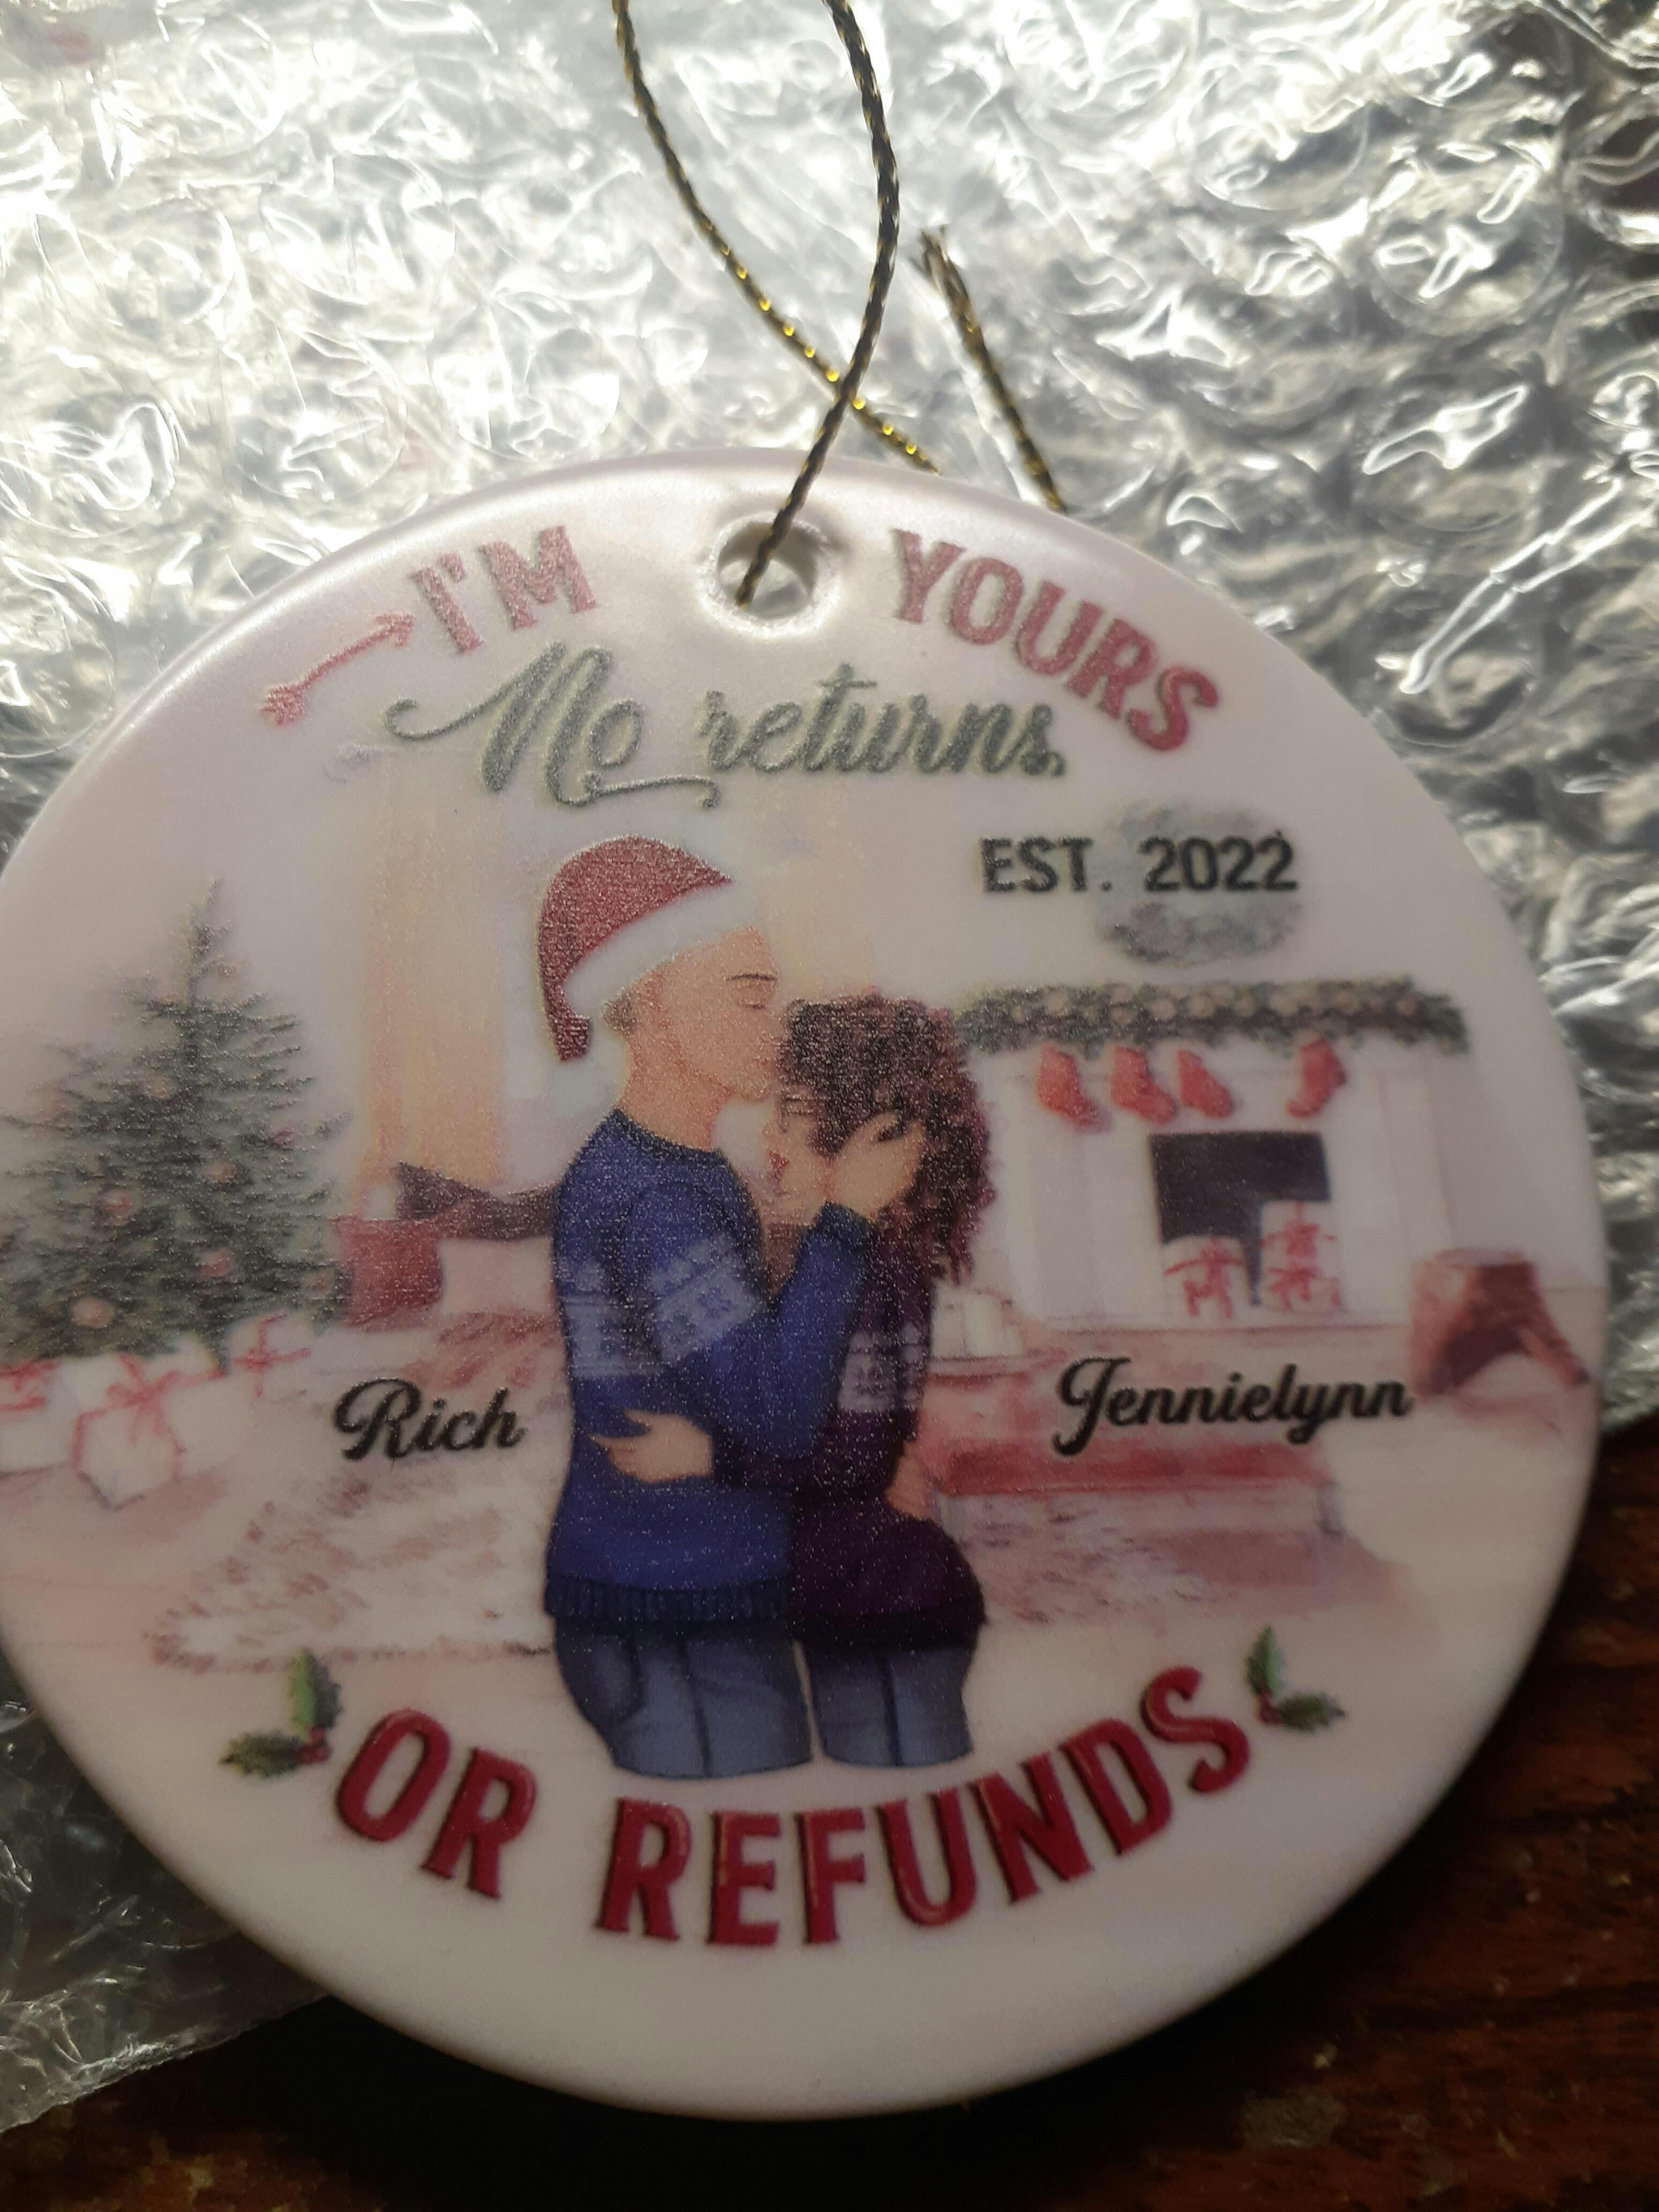 I'M YOURS
No returns
EST. 2022
Rich
Jennielynn
OR REFUNDS